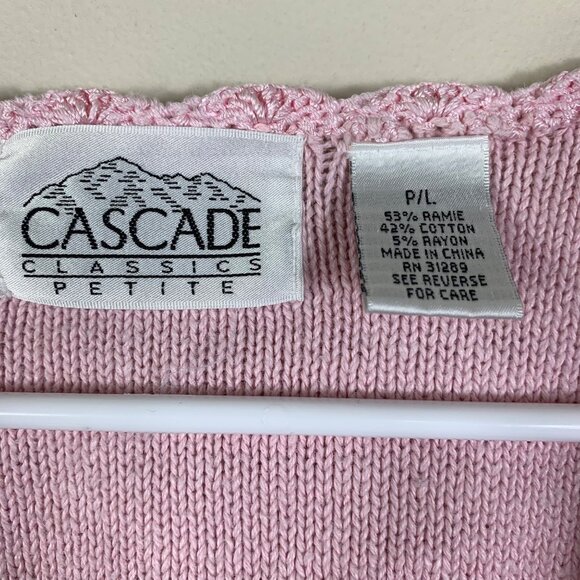 CASCADE
CLASSICS
PETITE
P/L
53% RAMIE
42% COTTON
5% RAYON
MADE IN CHINA
RN 31289
SEE REVERSE
FOR CARE